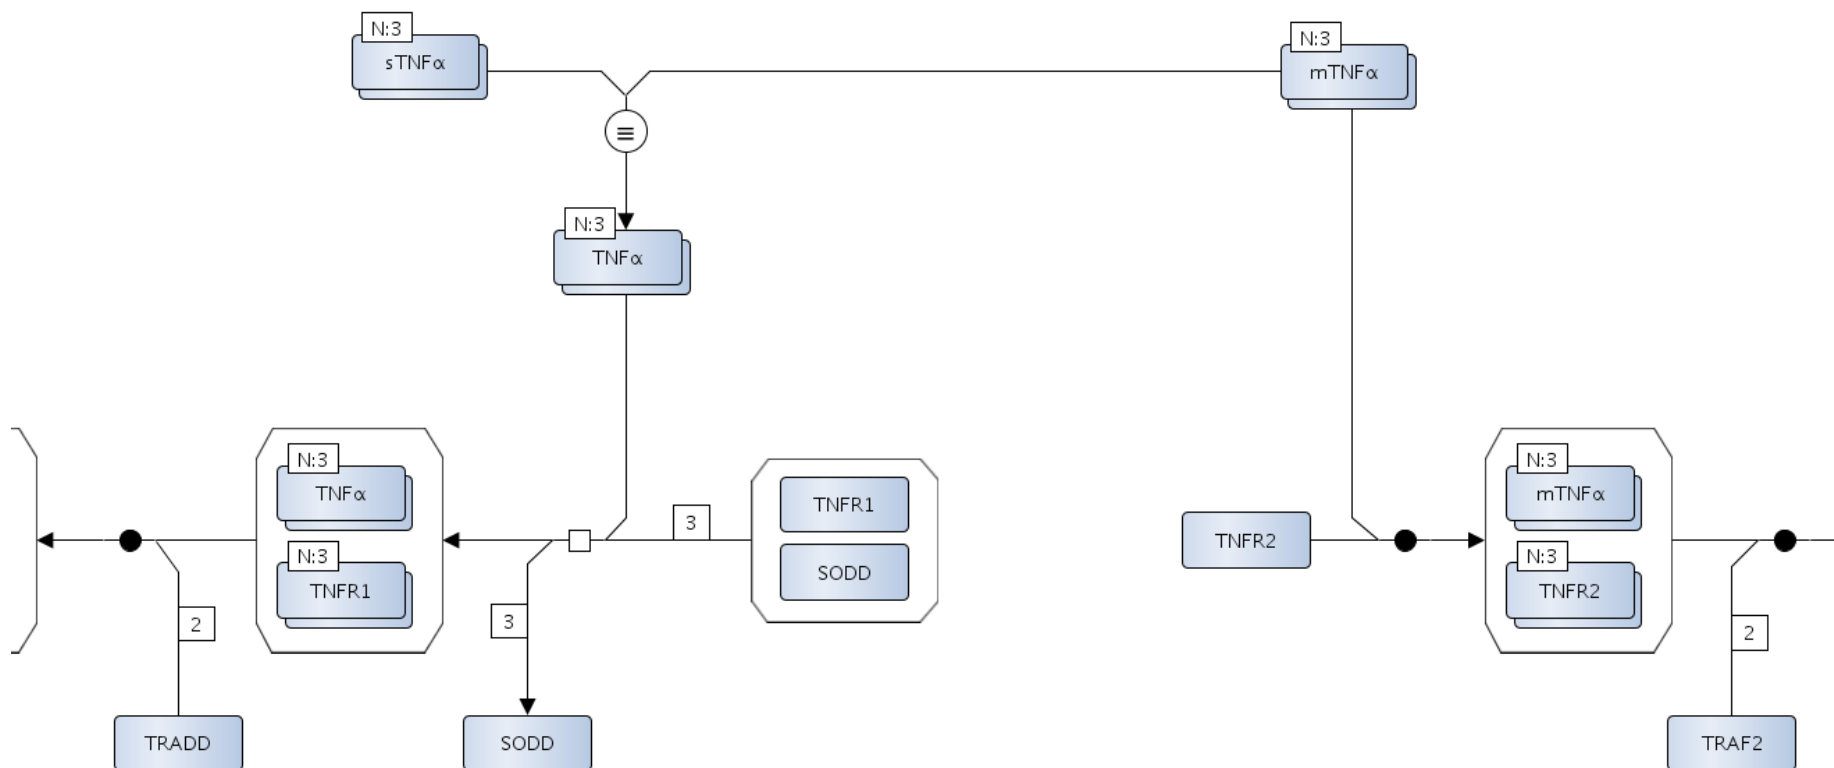 N:3
sTNFα
N:3
mTNFα
≡
N:3
TNFα
N:3
TNFα
N:3
TNFR1
3
TNFR1
SODD
TNFR2
N:3
mTNFα
N:3
TNFR2
2
3
2
TRADD
SODD
TRAF2